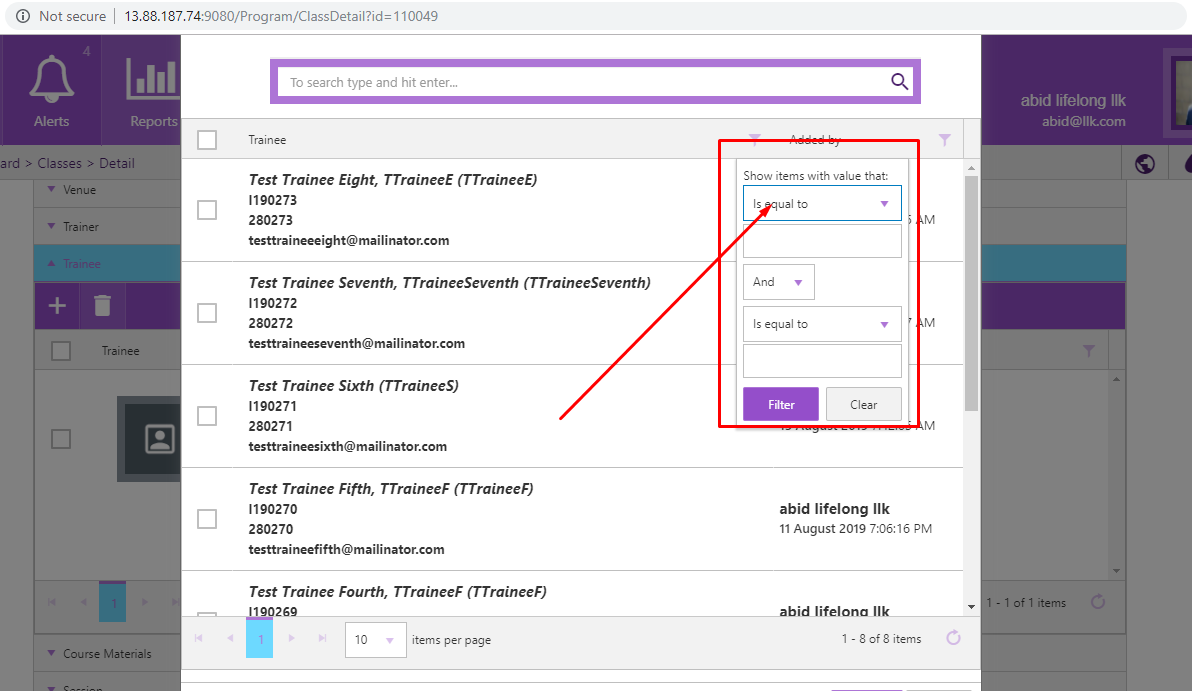 Not secure | 13.88.187.74:9080/Program/ClassDetail?id=110049
4
Alerts
Reports
To search type and hit enter...
abid lifelong llk
abid@llk.com
ard > Classes > Detail
Venue
Trainer
Trainee
Trainee
Trainee
Added by
Test Trainee Eight, TTraineeE (TTraineeE)
I190273
280273
testtraineeeight@mailinator.com
5 AM
Test Trainee Seventh, TTraineeSeventh (TTraineeSeventh)
I190272
280272
testtraineeseventh@mailinator.com
7 AM
Test Trainee Sixth (TTraineeS)
I190271
280271
testtraineesixth@mailinator.com
Show items with value that:
Is equal to
And
Is equal to
Filter
Clear
Test Trainee Fifth, TTraineeF (TTraineeF)
I190270
280270
testtraineefifth@mailinator.com
abid lifelong llk
11 August 2019 7:06:16 PM
Test Trainee Fourth, TTraineeF (TTraineeF)
I190269
abid lifelong llk
1
10
items per page
1 - 8 of 8 items
1
1 - 1 of 1 items
Course Materials
Session